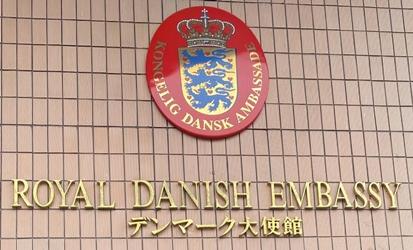 KONGELIG DANSK AMBASSADE
ROYAL DANISH EMBASSY
デンマーク大使館